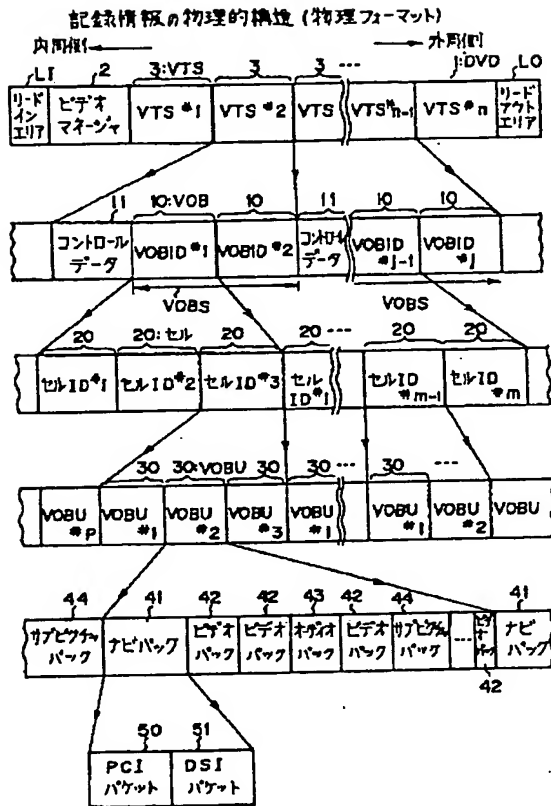 記録情報の物理的構造 (物理フォーマット)
内周側 外周側
LI 2 3:VTS 3 3 ... 1:DVD LO
リードインエリア ビデオマネージャ VTS #1 VTS #2 VTS VTS #n-1 VTS #n リードアウトエリア
11 10:VOB 10 11 10 10
コントロールデータ VOBID #1 VOBID #2 コントロールデータ VOBID #j-1 VOBID #j
VOBS VOBS
20 20:セル 20 20 ... 20 20
セルID#1 セルID#2 セルID#3 セルID#1 セルID #m-1 セルID #m
30 30:VOBU 30 30 ... 30 ...
VOBU #P VOBU #1 VOBU #2 VOBU #3 VOBU #1 VOBU #1 VOBU #2 VOBU
44 41 42 42 43 42 44 41
サブピクチャパック ナビパック ビデオパック ビデオパック オーディオパック ビデオパック サブピクチャパック ... ビデオパック ナビパック
42
50 51
PCIパケット DSIパケット